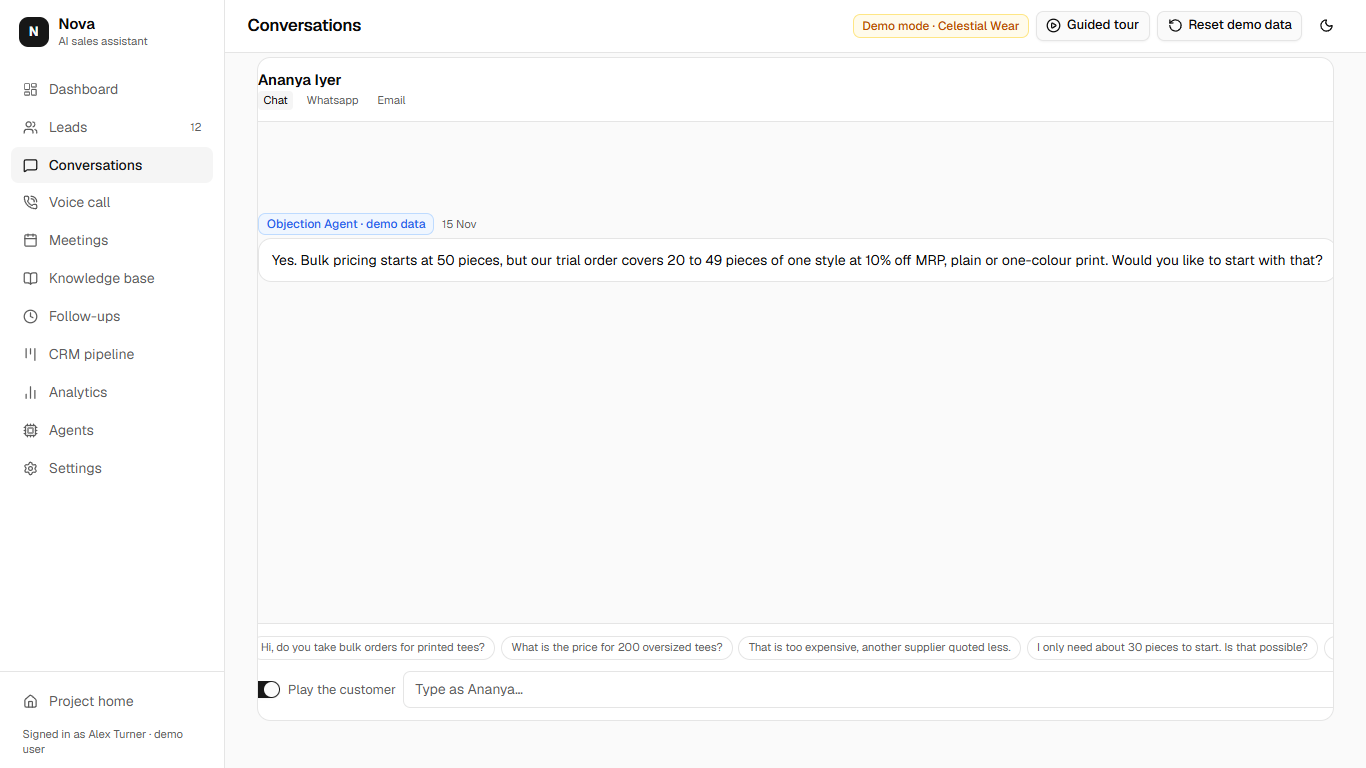 N
Nova
AI sales assistant
Dashboard
Leads 12
Conversations
Voice call
Meetings
Knowledge base
Follow-ups
CRM pipeline
Analytics
Agents
Settings
Project home
Signed in as Alex Turner · demo
user
Conversations
Demo mode · Celestial Wear
Guided tour
Reset demo data
Ananya Iyer
Chat Whatsapp Email
Objection Agent · demo data 15 Nov
Yes. Bulk pricing starts at 50 pieces, but our trial order covers 20 to 49 pieces of one style at 10% off MRP, plain or one-colour print. Would you like to start with that?
Hi, do you take bulk orders for printed tees? What is the price for 200 oversized tees? That is too expensive, another supplier quoted less. I only need about 30 pieces to start. Is that possible?
Play the customer Type as Ananya...